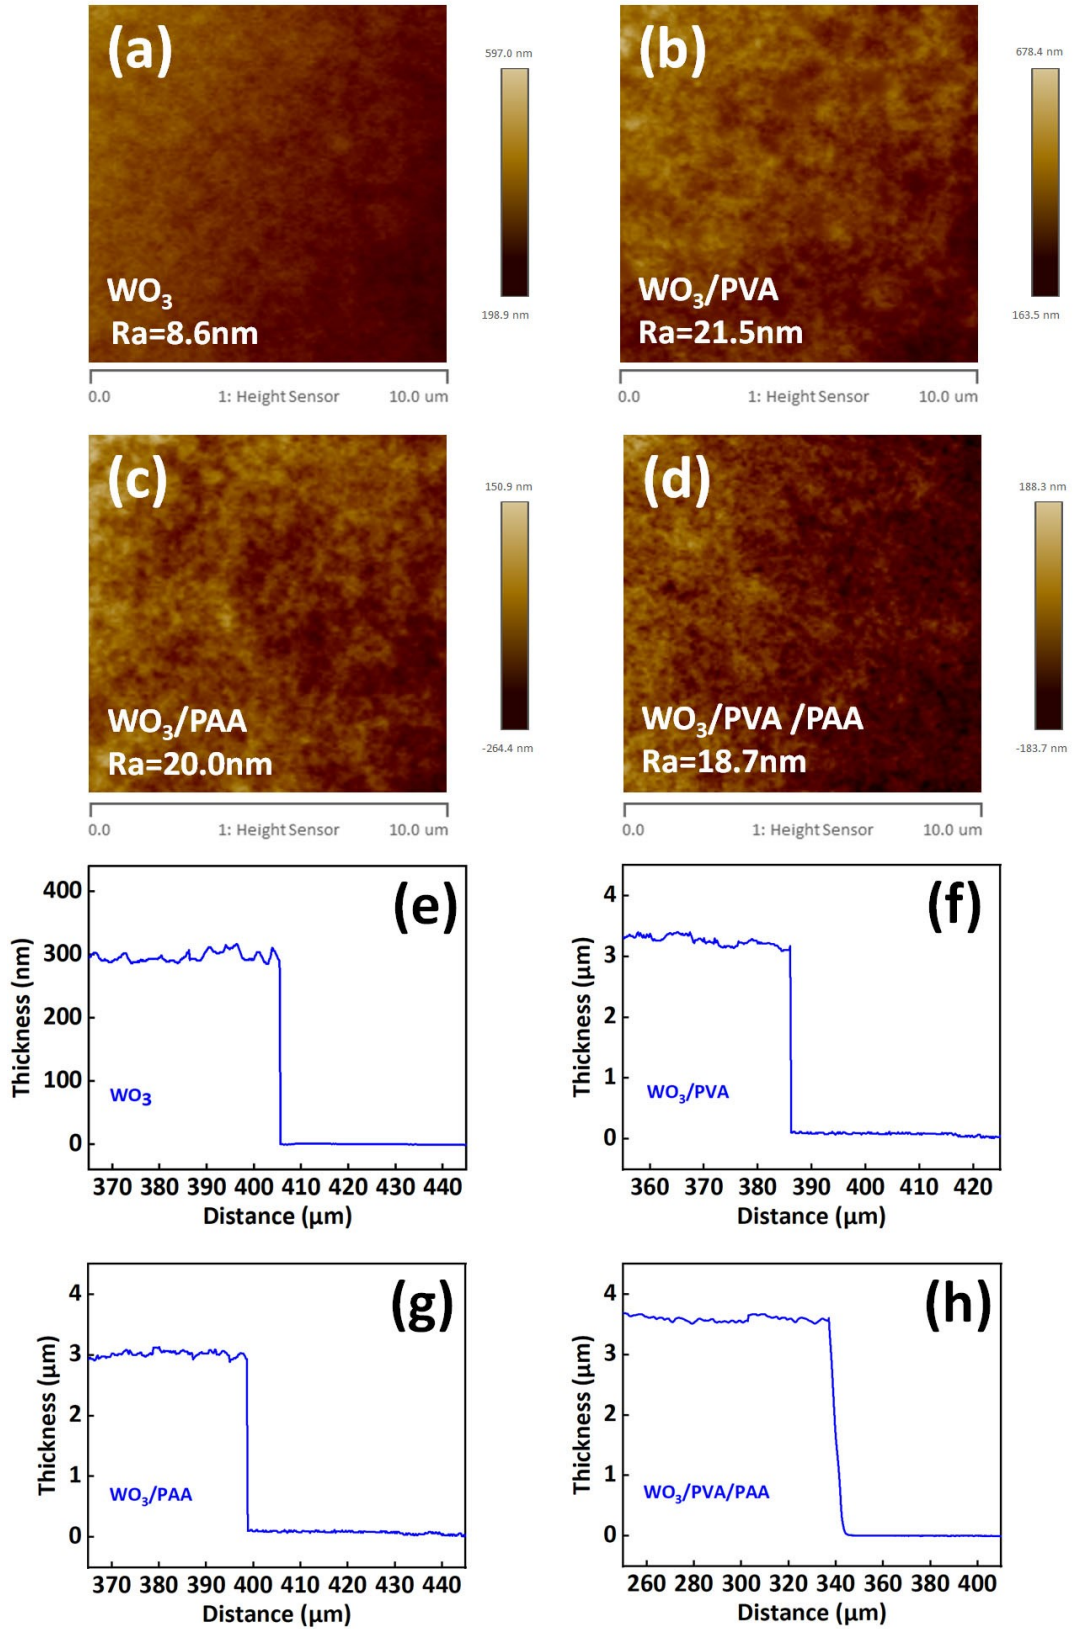 (a)
597.0 nm
WO₃
Ra=8.6nm
198.9 nm
0.0 1: Height Sensor 10.0 um
(b)
678.4 nm
WO₃/PVA
Ra=21.5nm
163.5 nm
0.0 1: Height Sensor 10.0 um
(c)
150.9 nm
WO₃/PAA
Ra=20.0nm
-264.4 nm
0.0 1: Height Sensor 10.0 um
(d)
188.3 nm
WO₃/PVA /PAA
Ra=18.7nm
-183.7 nm
0.0 1: Height Sensor 10.0 um
(e)
Thickness (nm)
400
300
200
100
0
WO₃
370 380 390 400 410 420 430 440
Distance (μm)
(f)
Thickness (μm)
4
3
2
1
0
WO₃/PVA
360 370 380 390 400 410 420
Distance (μm)
(g)
Thickness (μm)
4
3
2
1
0
WO₃/PAA
370 380 390 400 410 420 430 440
Distance (μm)
(h)
Thickness (μm)
4
3
2
1
0
WO₃/PVA/PAA
260 280 300 320 340 360 380 400
Distance (μm)